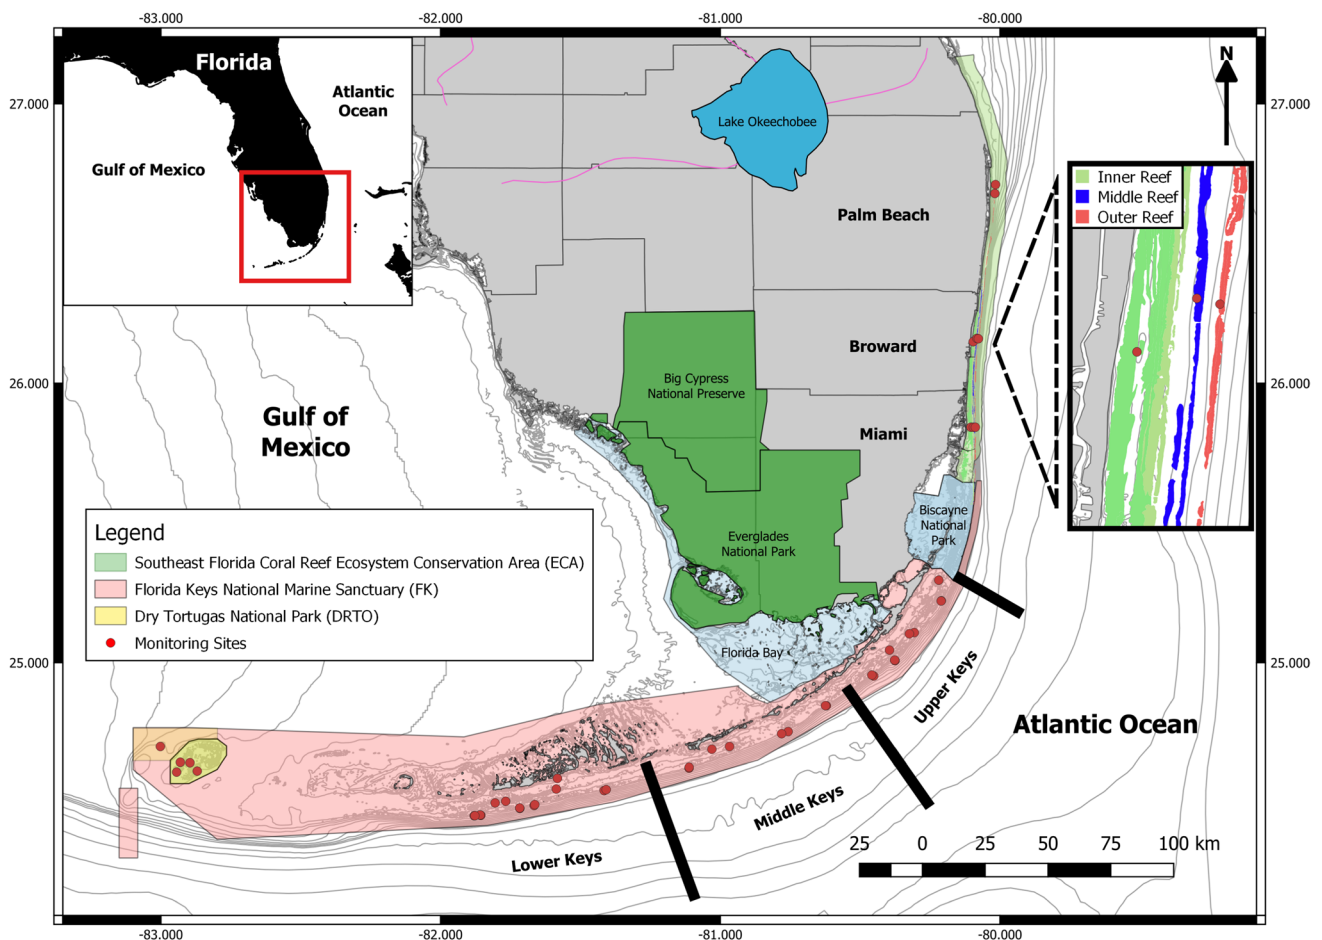 -83.000
-82.000
-81.000
-80.000
Florida
Atlantic
Ocean
Gulf of Mexico
N
27.000
27.000
Lake Okeechobee
Inner Reef
Middle Reef
Outer Reef
Palm Beach
Broward
26.000
26.000
Big Cypress
National Preserve
Gulf of
Mexico
Miami
Legend
Southeast Florida Coral Reef Ecosystem Conservation Area (ECA)
Florida Keys National Marine Sanctuary (FK)
Dry Tortugas National Park (DRTO)
Monitoring Sites
Biscayne
National
Park
Everglades
National Park
Florida Bay
25.000
25.000
Upper Keys
Atlantic Ocean
Middle Keys
Lower Keys
25
0
25
50
75
100 km
-83.000
-82.000
-81.000
-80.000